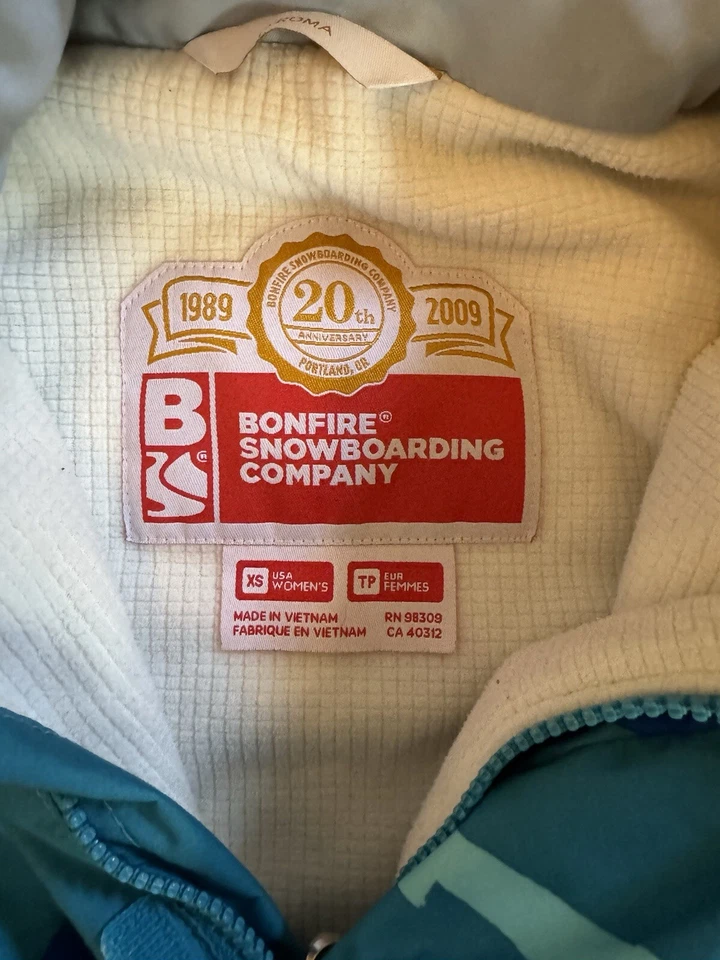 ROMA
1989
BONFIRE SNOWBOARDING COMPANY
20th
ANNIVERSARY
PORTLAND, OR
2009
B
®
BONFIRE®
SNOWBOARDING
COMPANY
XS USA WOMEN'S
TP EUR FEMMES
MADE IN VIETNAM RN 98309
FABRIQUE EN VIETNAM CA 40312